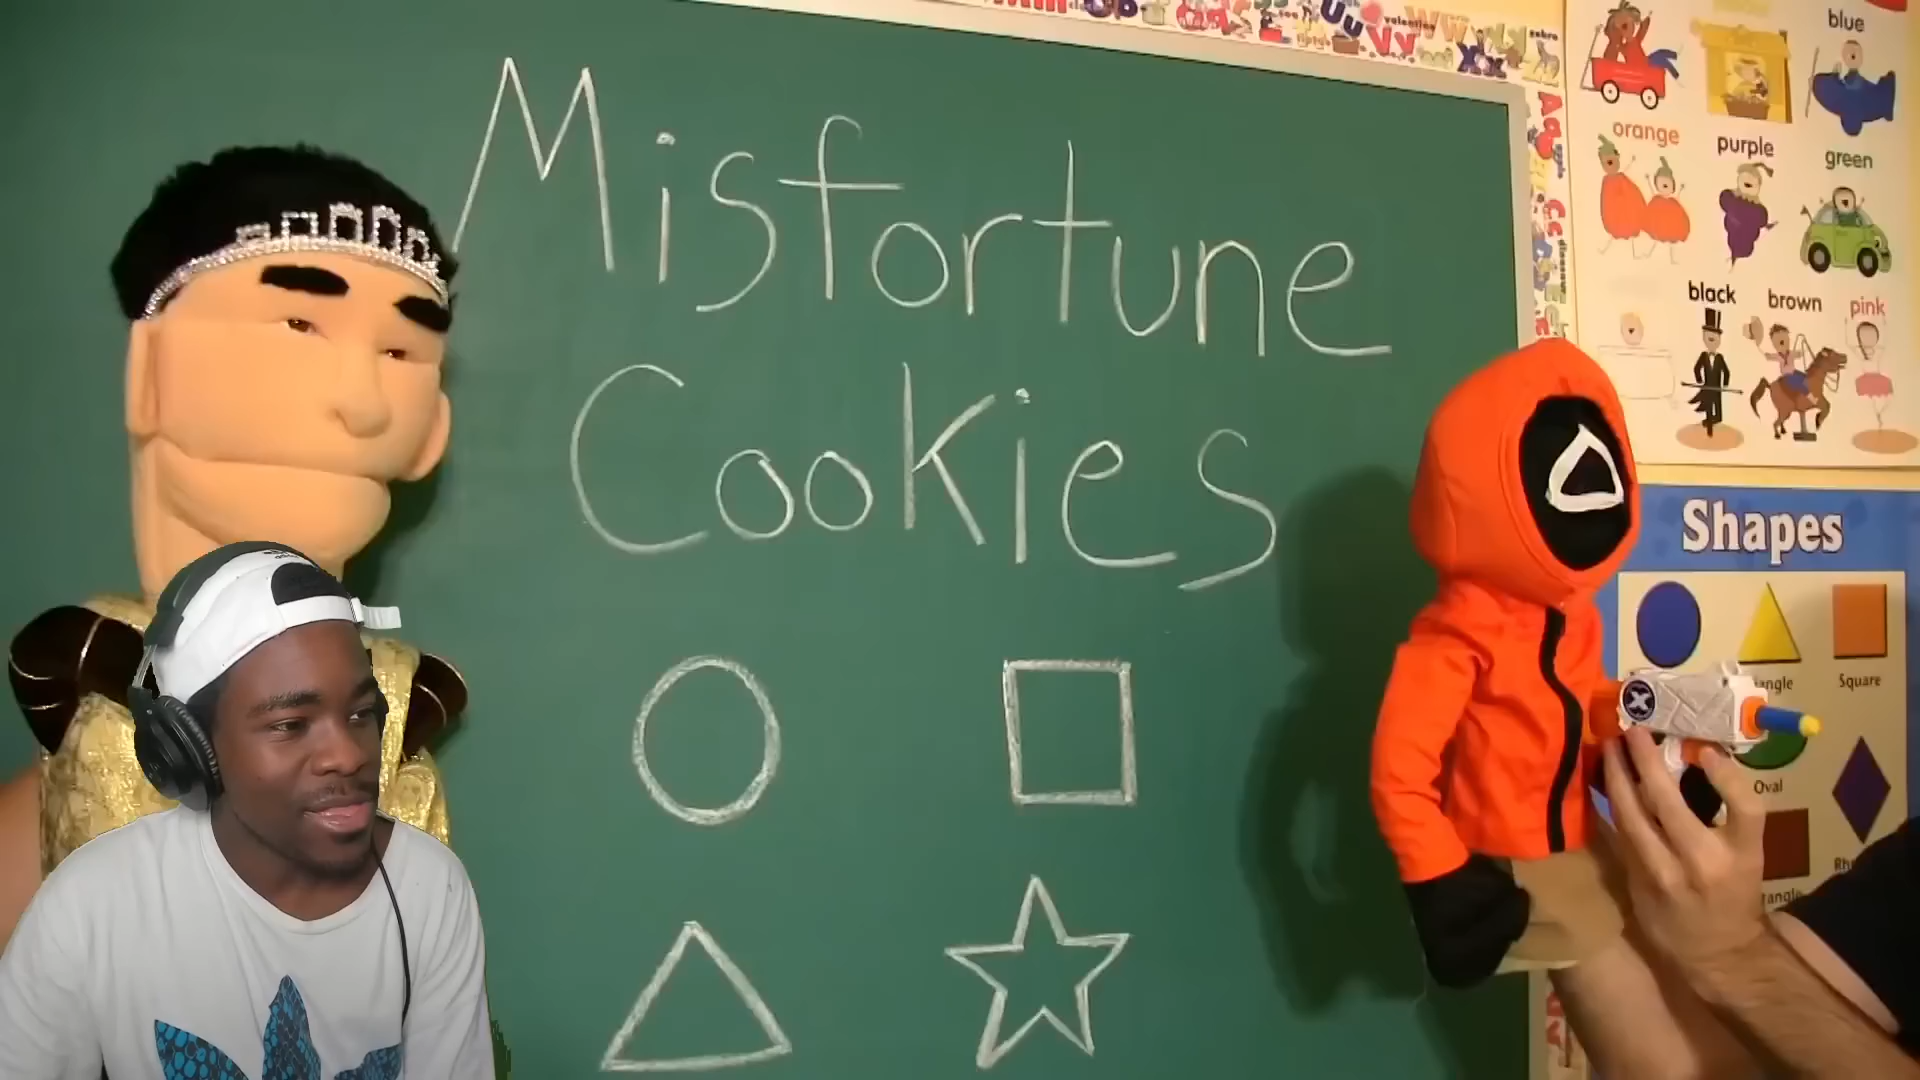 Misfortune
Cookies
blue
orange
purple
green
black
brown
pink
Shapes
Square
Oval